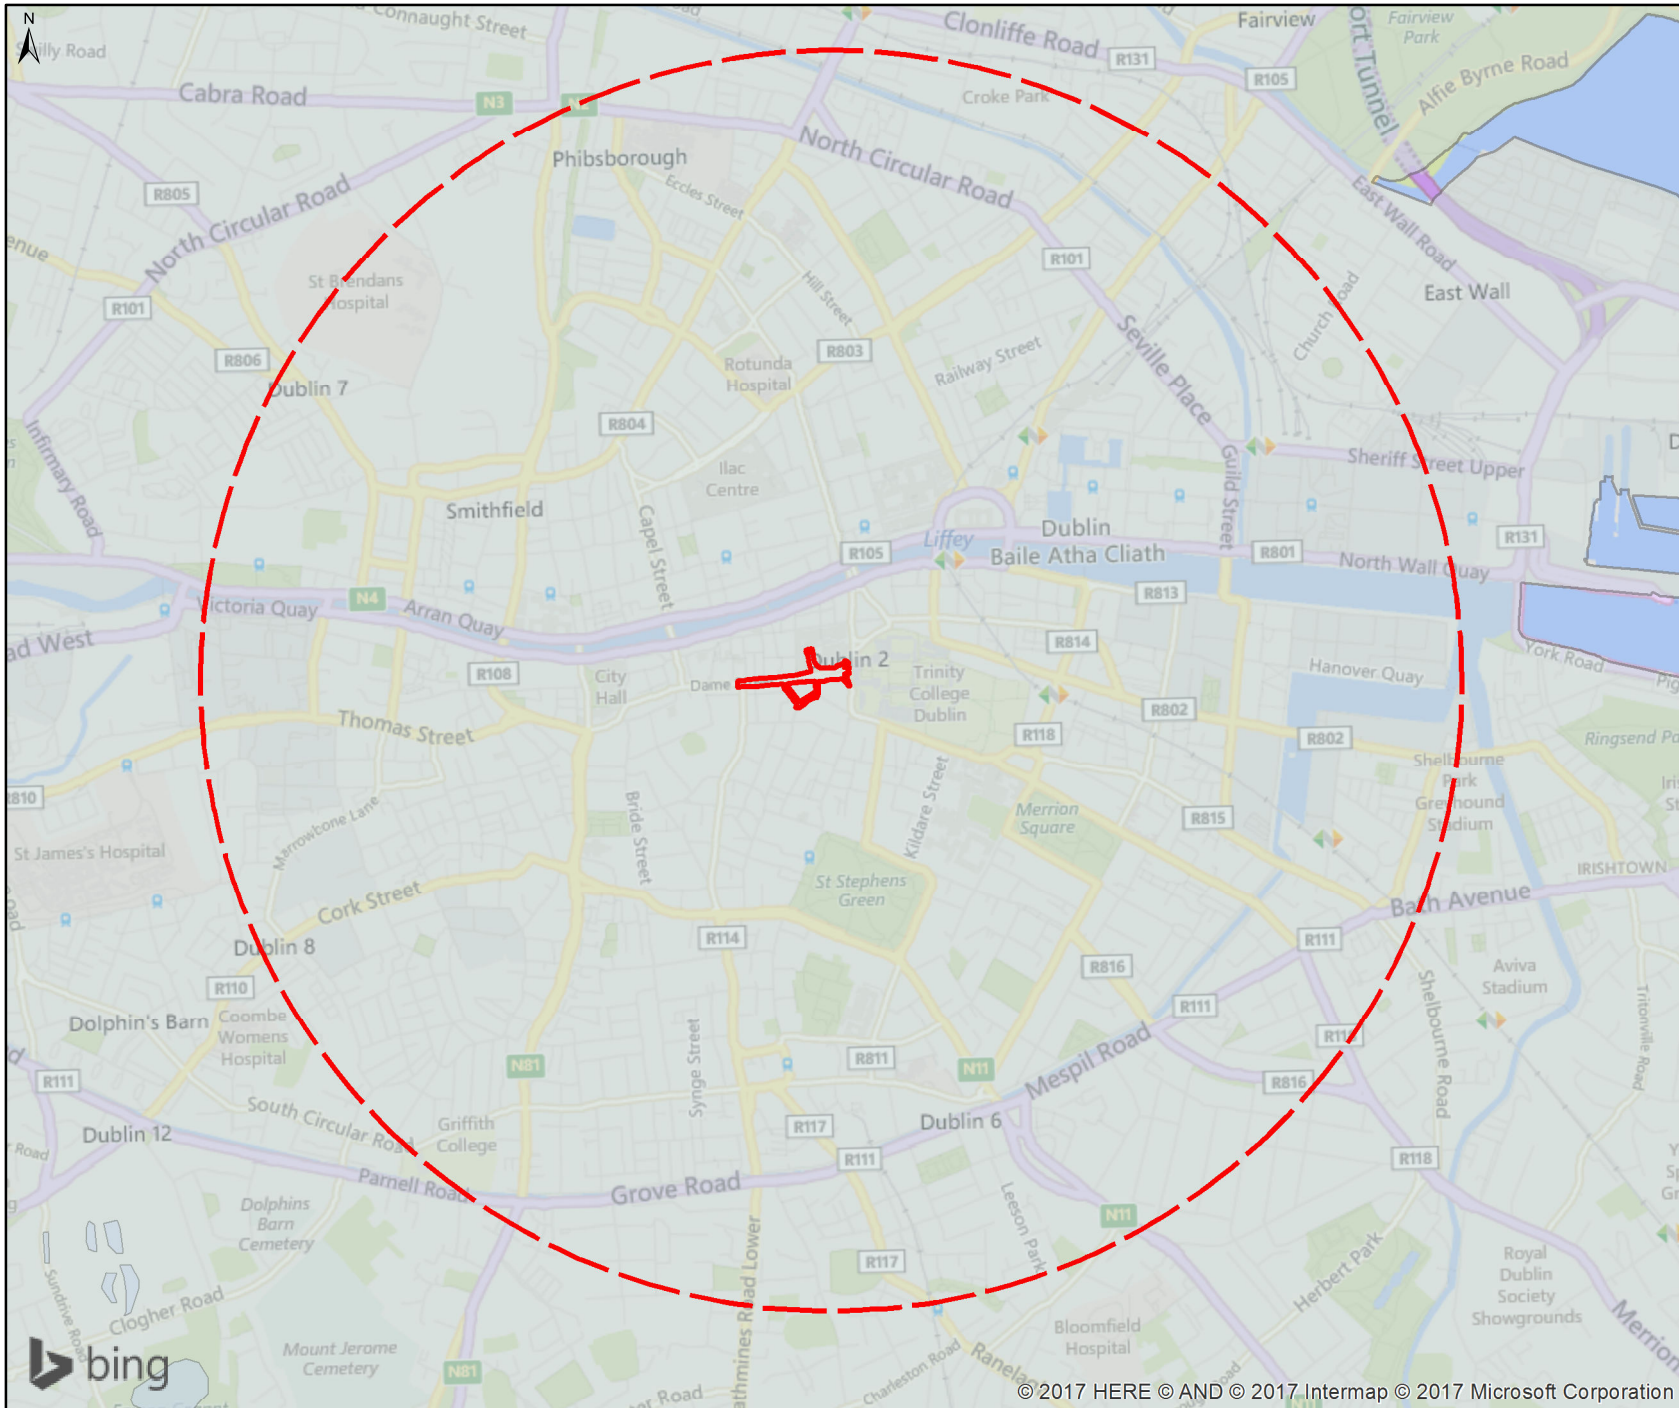 N
Connaught Street
Clonliffe Road
Fairview
Fairview
Park
R131
R105
Alfie Byrne Road
Cabra Road
N3
Croke Park
Phibsborough
North Circular Road
Eccles Street
R805
North Circular Road
East Wall Road
R101
St Brendans
Hospital
Hill Street
East Wall
R101
Church Road
Seville Place
R806
R803
Railway Street
Rotunda
Hospital
Dublin 7
R804
Infirmary Road
Ilac
Centre
Guild Street
Sheriff Street Upper
Smithfield
Capel Street
Liffey
Dublin
Baile Atha Cliath
R105
R801
R131
North Wall Quay
N4
Victoria Quay
Arran Quay
R813
R814
York Road
Dublin 2
R108
City
Hall
Dame
Trinity
College
Dublin
Hanover Quay
R802
R802
R118
Thomas Street
Shelbourne
Park
Greyhound
Stadium
Bride Street
Kildare Street
Merrion
Square
R815
Marrowbone Lane
St James's Hospital
IRISHTOWN
St Stephens
Green
Cork Street
Bath Avenue
Dublin 8
R114
R111
R816
Aviva
Stadium
R110
R111
Shelbourne Road
Tritonville Road
Dolphin's Barn
Coombe
Womens
Hospital
Synge Street
R811
Mespil Road
N81
N11
R111
R816
South Circular Road
Griffith
College
R117
Dublin 6
Dublin 12
R111
R118
Parnell Road
Grove Road
Leeson Park
Dolphins
Barn
Cemetery
N11
R117
Herbert Park
Royal
Dublin
Society
Showgrounds
Sundrive Road
Clogher Road
Mount Jerome
Cemetery
Bloomfield
Hospital
Charleston Road
N81
bing
© 2017 HERE © AND © 2017 Intermap © 2017 Microsoft Corporation